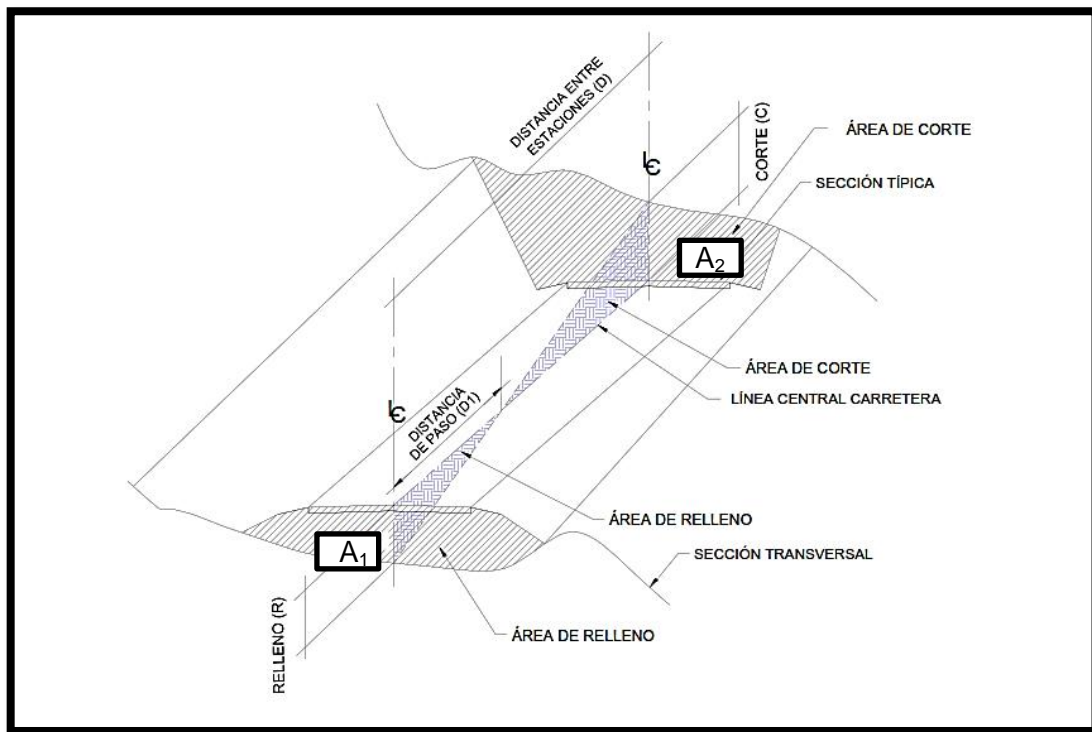 DISTANCIA ENTRE
ESTACIONES (D)
CORTE (C)
ÁREA DE CORTE
℄
SECCIÓN TÍPICA
A₂
ÁREA DE CORTE
LÍNEA CENTRAL CARRETERA
℄
DISTANCIA
DE PASO (D1)
ÁREA DE RELLENO
A₁
SECCIÓN TRANSVERSAL
RELLENO (R)
ÁREA DE RELLENO